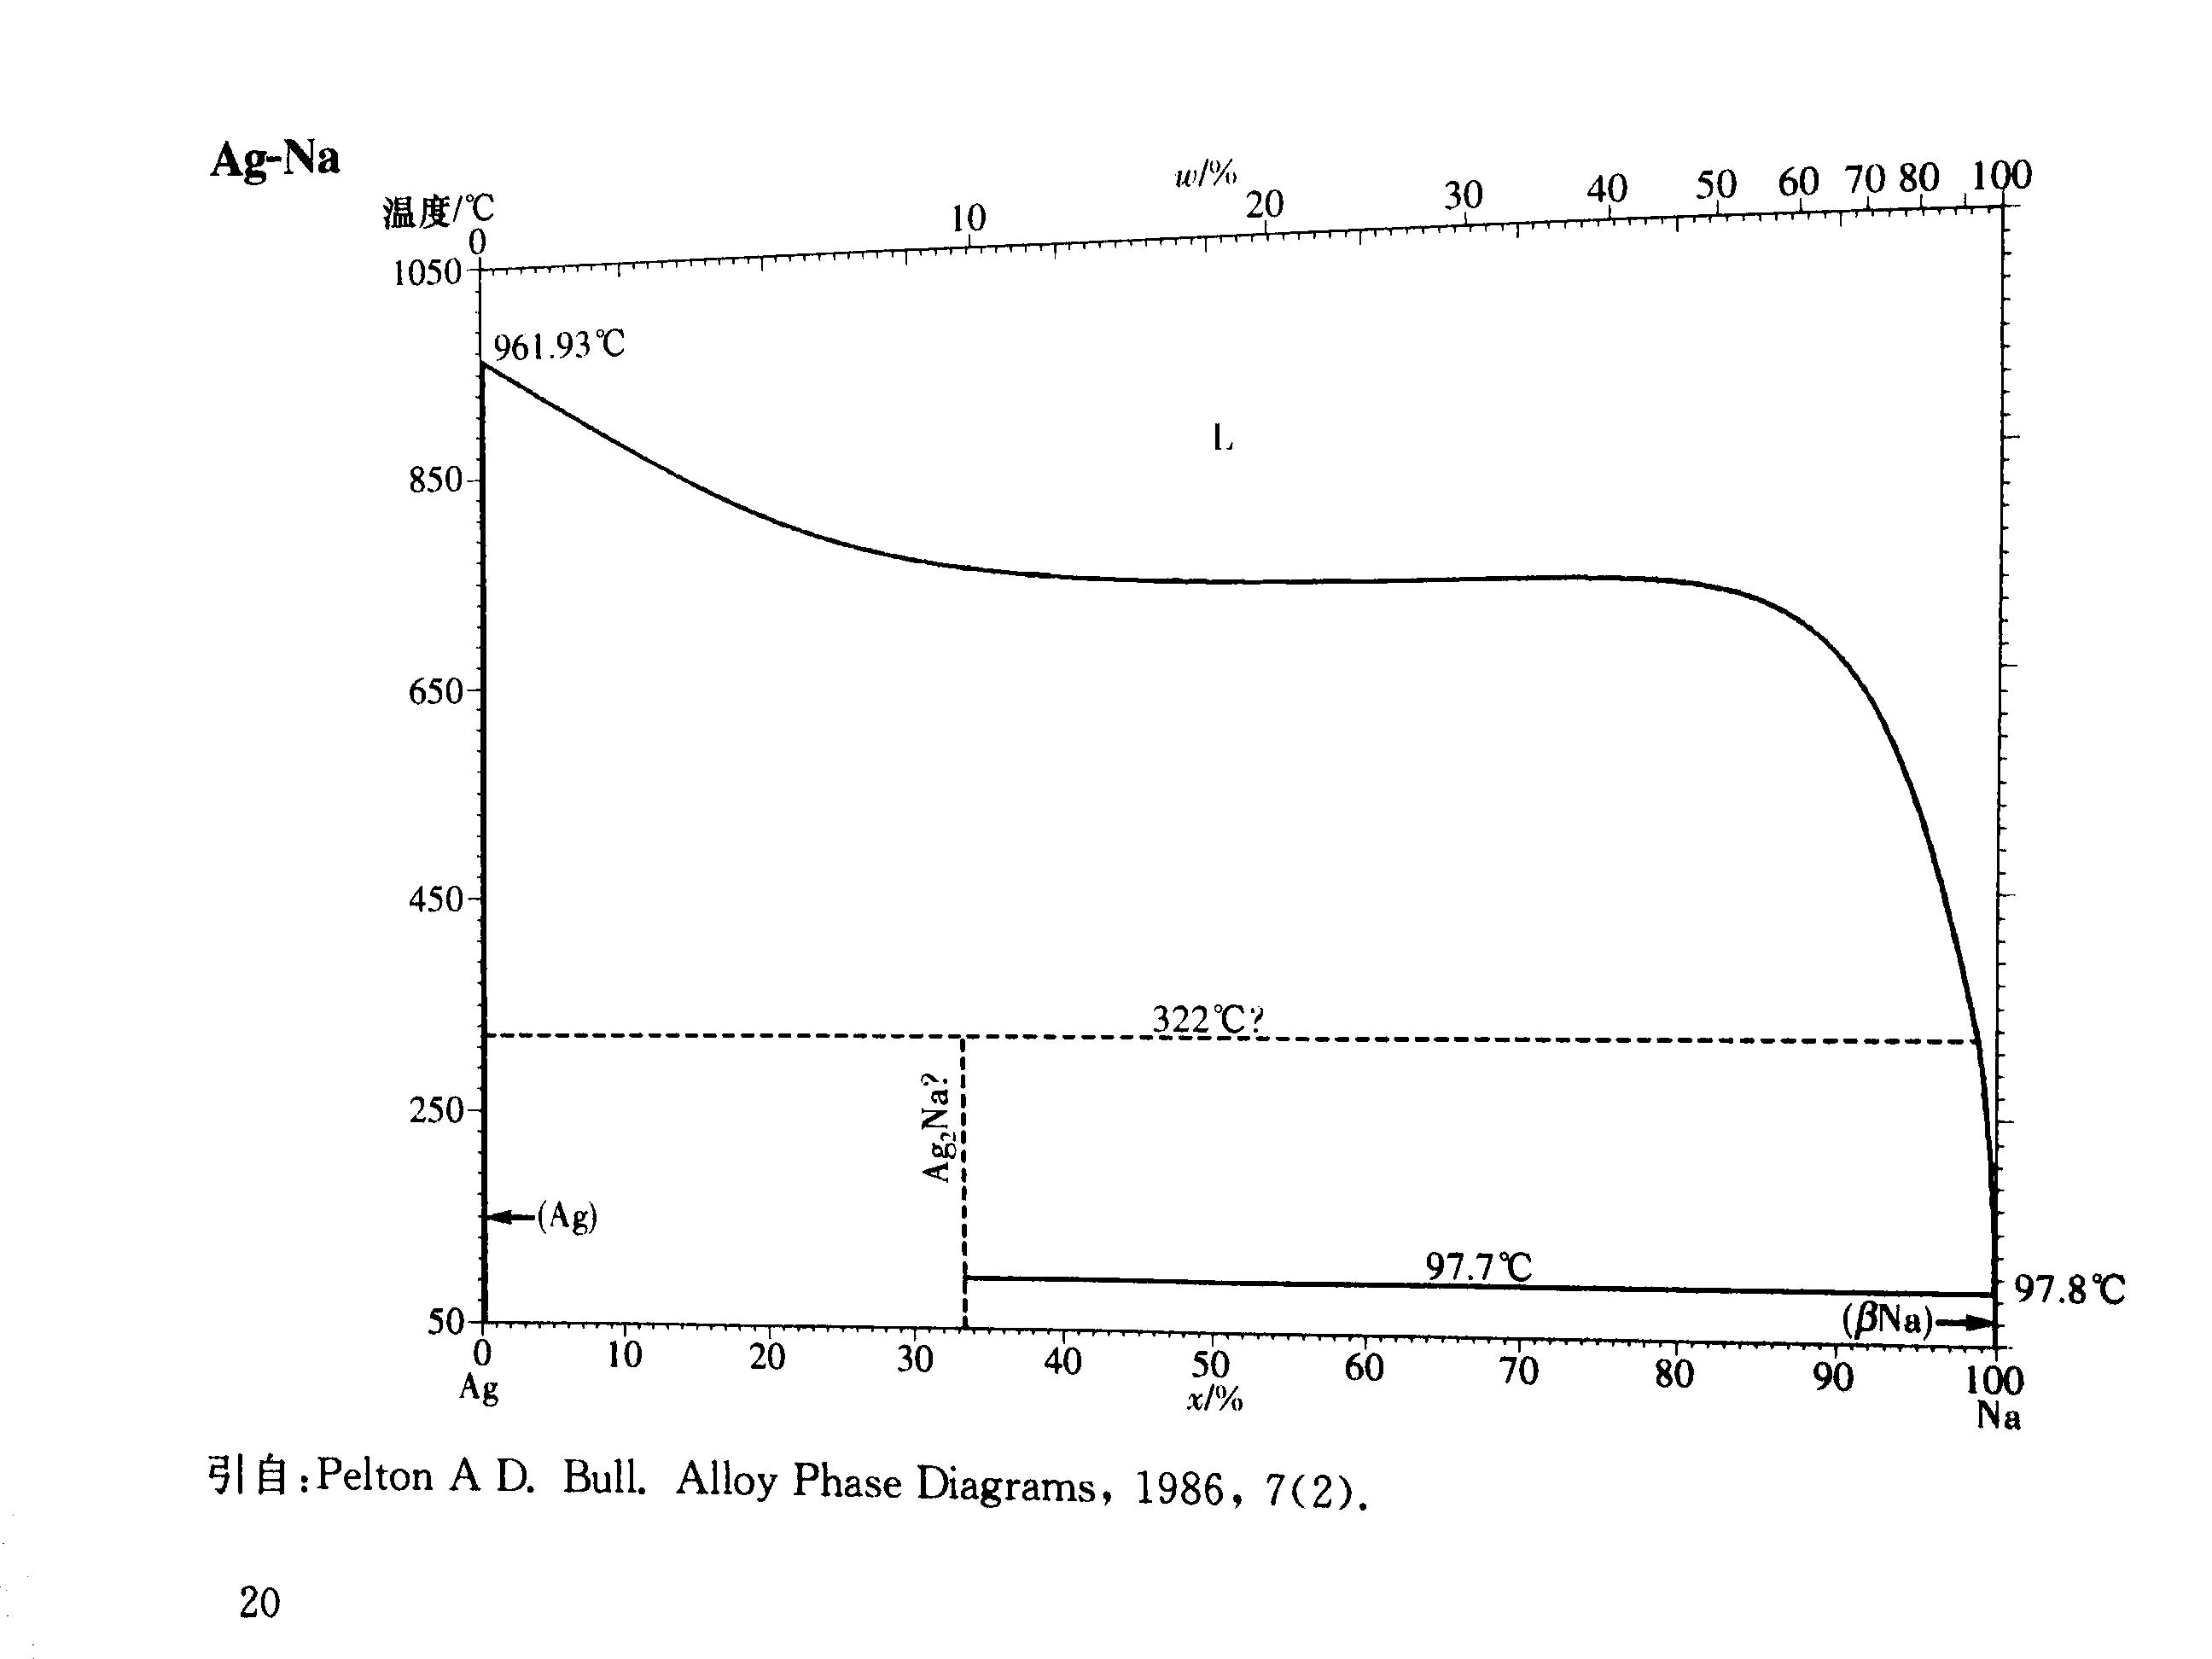 Ag-Na
w/%
温度/℃
0 10 20 30 40 50 60 70 80 100
1050
961.93℃
L
850
650
450
322℃?
250
Ag₂Na?
(Ag)
97.7℃
97.8℃
(βNa)
50
0 10 20 30 40 50 60 70 80 90 100
Ag
x/%
Na
引自:Pelton A D. Bull. Alloy Phase Diagrams, 1986, 7(2).
20